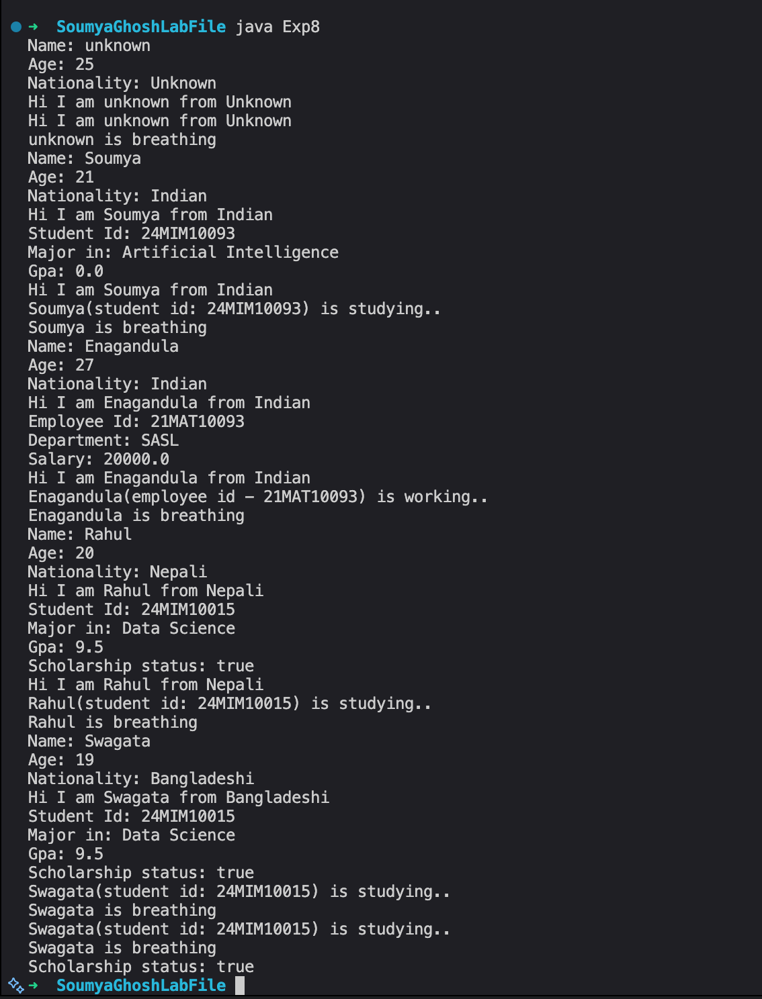 ➜ SoumyaGhoshLabFile java Exp8
Name: unknown
Age: 25
Nationality: Unknown
Hi I am unknown from Unknown
Hi I am unknown from Unknown
unknown is breathing
Name: Soumya
Age: 21
Nationality: Indian
Hi I am Soumya from Indian
Student Id: 24MIM10093
Major in: Artificial Intelligence
Gpa: 0.0
Hi I am Soumya from Indian
Soumya(student id: 24MIM10093) is studying..
Soumya is breathing
Name: Enagandula
Age: 27
Nationality: Indian
Hi I am Enagandula from Indian
Employee Id: 21MAT10093
Department: SASL
Salary: 20000.0
Hi I am Enagandula from Indian
Enagandula(employee id – 21MAT10093) is working..
Enagandula is breathing
Name: Rahul
Age: 20
Nationality: Nepali
Hi I am Rahul from Nepali
Student Id: 24MIM10015
Major in: Data Science
Gpa: 9.5
Scholarship status: true
Hi I am Rahul from Nepali
Rahul(student id: 24MIM10015) is studying..
Rahul is breathing
Name: Swagata
Age: 19
Nationality: Bangladeshi
Hi I am Swagata from Bangladeshi
Student Id: 24MIM10015
Major in: Data Science
Gpa: 9.5
Scholarship status: true
Swagata(student id: 24MIM10015) is studying..
Swagata is breathing
Swagata(student id: 24MIM10015) is studying..
Swagata is breathing
Scholarship status: true
➜ SoumyaGhoshLabFile